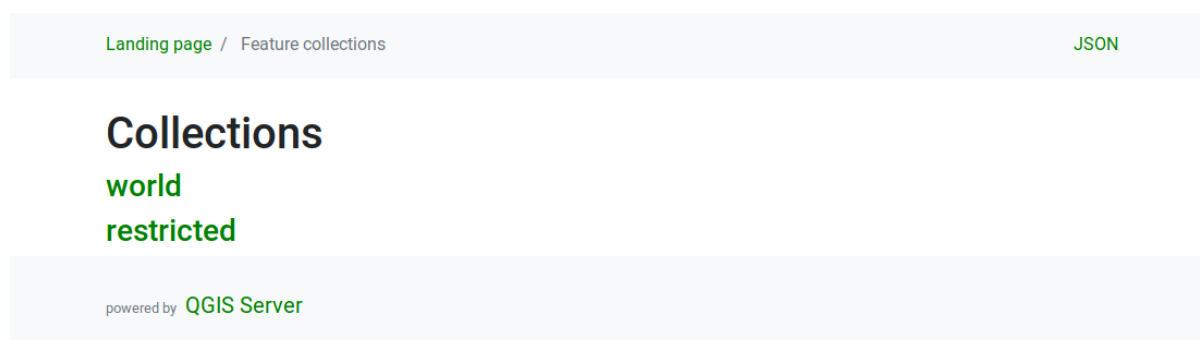 Landing page / Feature collections JSON
Collections
world
restricted
powered by QGIS Server